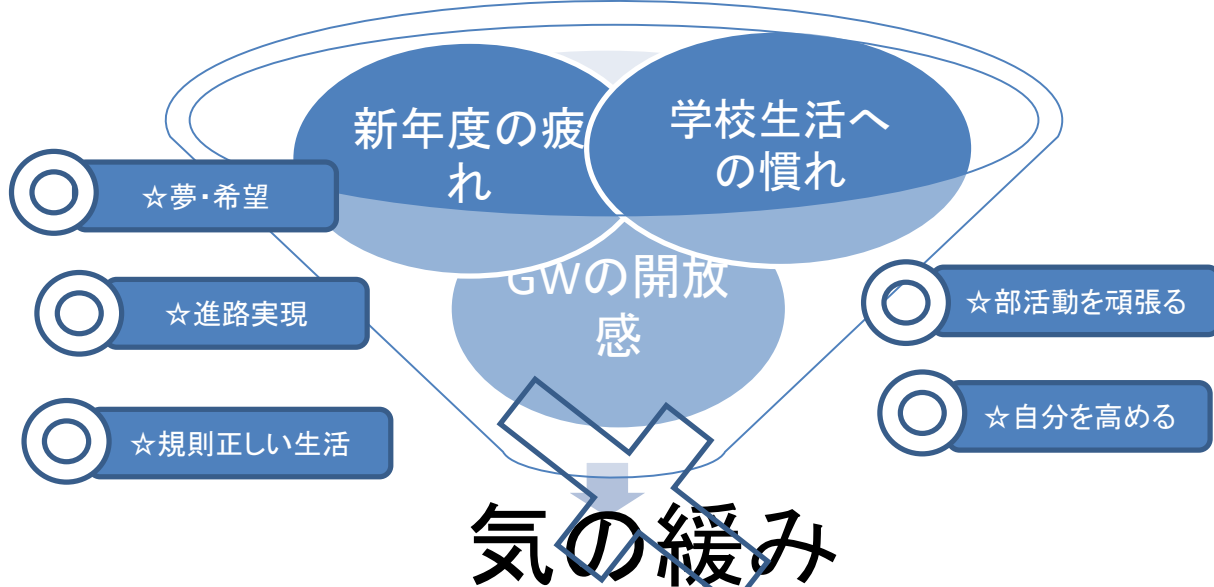 新年度の疲
れ
学校生活へ
の慣れ
☆夢・希望
GWの開放
感
☆進路実現
☆部活動を頑張る
☆規則正しい生活
☆自分を高める
気の緩み